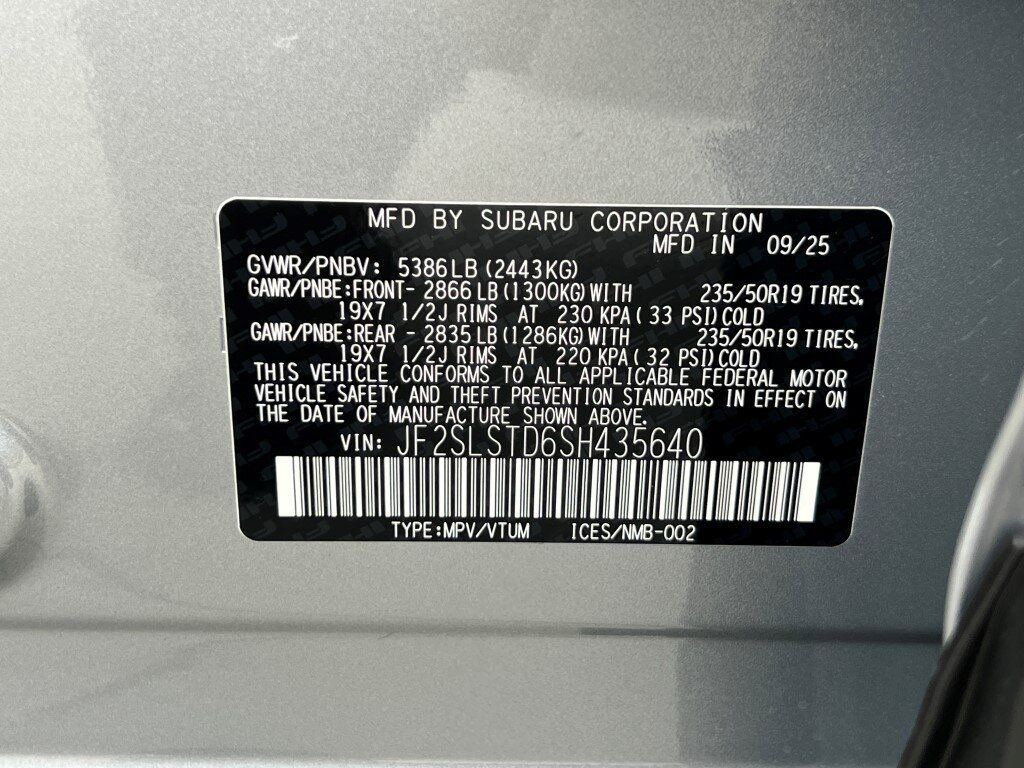 MFD BY SUBARU CORPORATION
MFD IN 09/25
GVWR/PNBV: 5386LB(2443KG)
GAWR/PNBE:FRONT- 2866LB(1300KG)WITH 235/50R19 TIRES,
19X7 1/2J RIMS AT 230 KPA(33 PSI)COLD
GAWR/PNBE:REAR - 2835LB(1286KG)WITH 235/50R19 TIRES,
19X7 1/2J RIMS AT 220 KPA(32 PSI)COLD
THIS VEHICLE CONFORMS TO ALL APPLICABLE FEDERAL MOTOR
VEHICLE SAFETY AND THEFT PREVENTION STANDARDS IN EFFECT ON
THE DATE OF MANUFACTURE SHOWN ABOVE.
VIN: JF2SLSTD6SH435640
TYPE:MPV/VTUM ICES/NMB-002